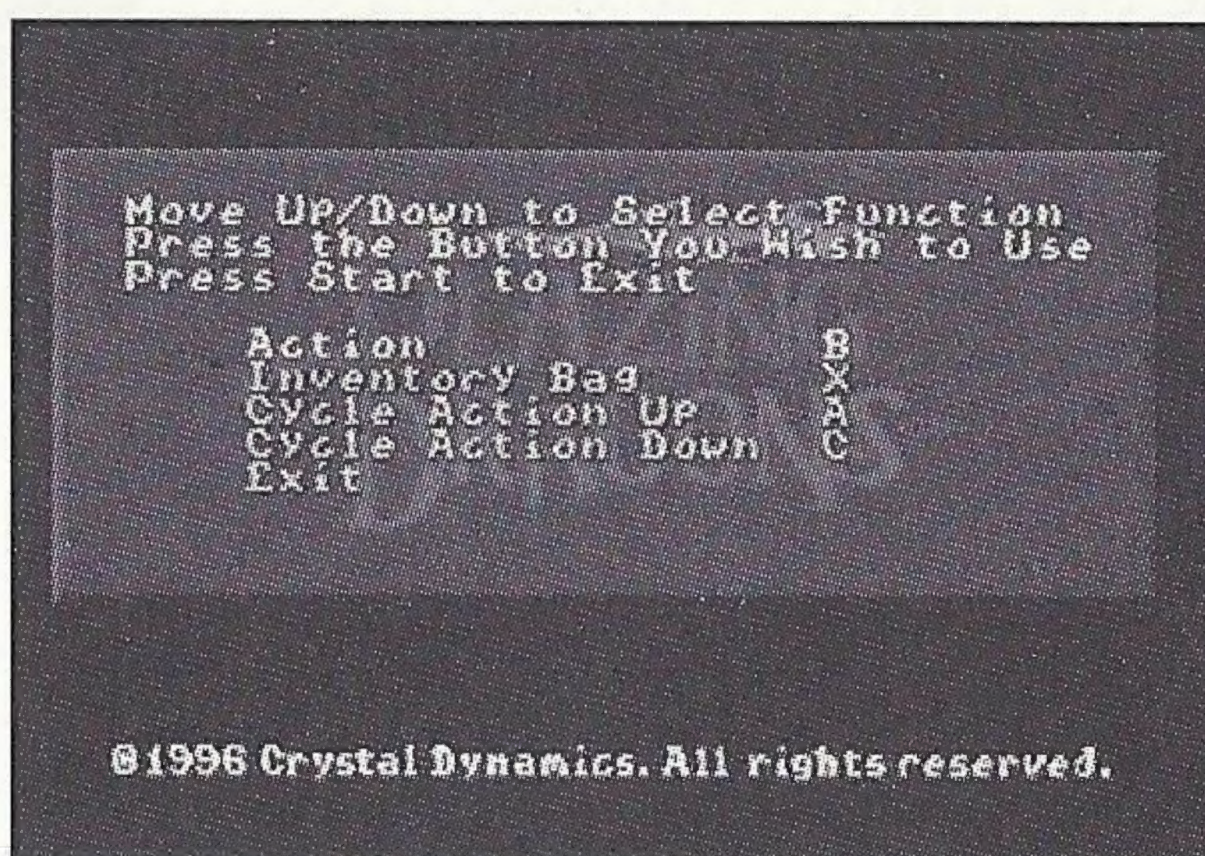 Move Up/Down to Select Function
Press the Button You Wish to Use
Press Start to Exit
Action B
Inventory Bag X
Cycle Action Up A
Cycle Action Down C
Exit
©1996 Crystal Dynamics. All rights reserved.